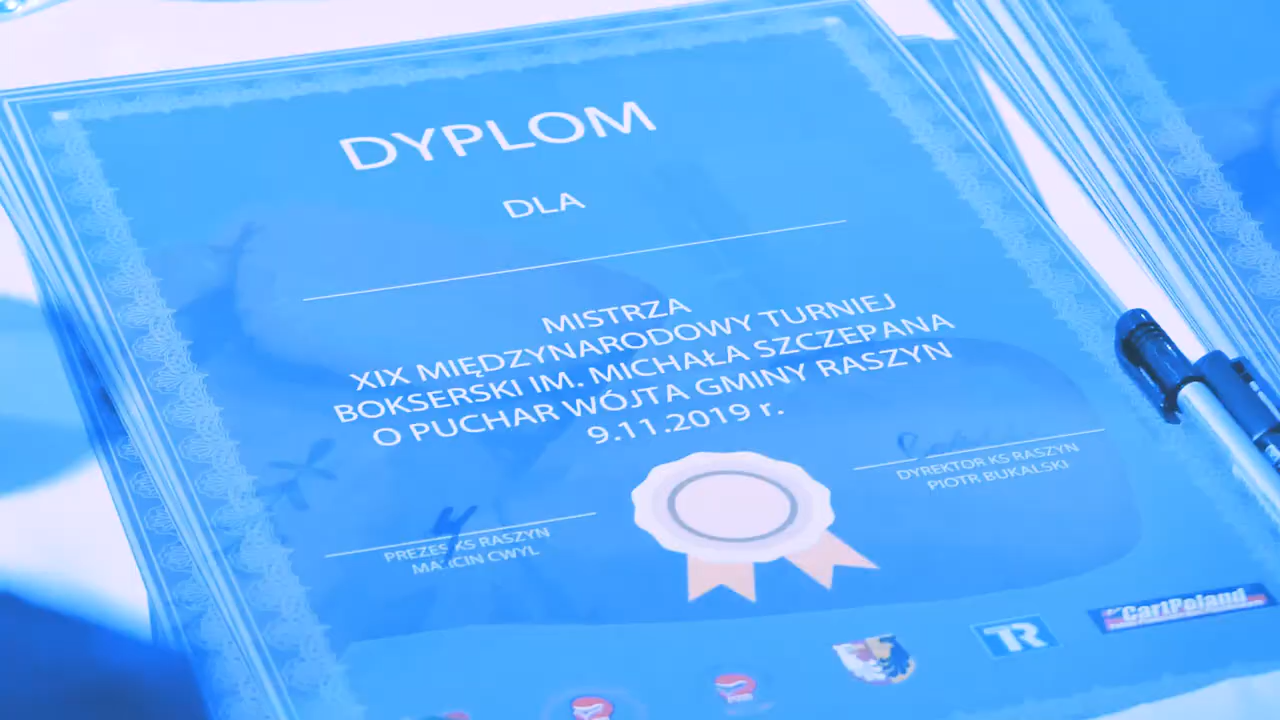 DYPLOM
DLA
MISTRZA
XIX MIĘDZYNARODOWY TURNIEJ
BOKSERSKI IM. MICHAŁA SZCZEPANA
O PUCHAR WÓJTA GMINY RASZYN
9.11.2019 r.
DYREKTOR KS RASZYN
PIOTR BUKALSKI
PREZES KS RASZYN
MARCIN CWYL
TR
CarlPoland